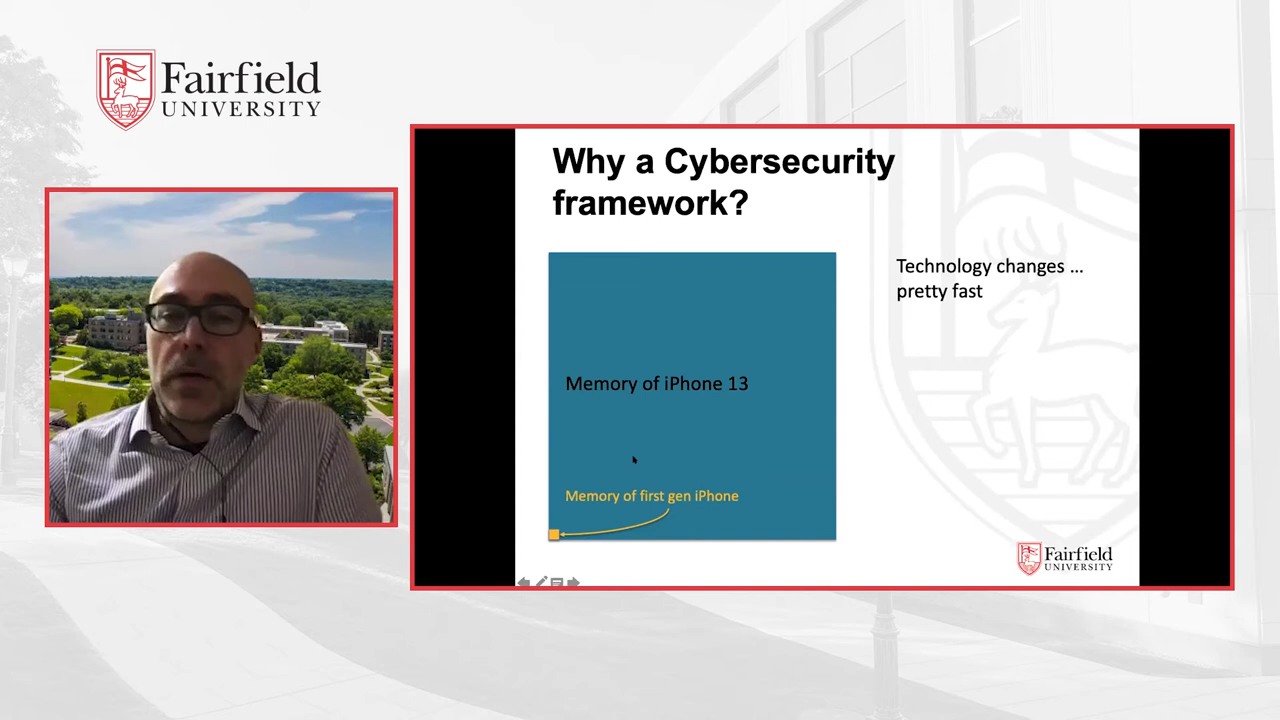 Fairfield
UNIVERSITY
Why a Cybersecurity
framework?
Technology changes ...
pretty fast
Memory of iPhone 13
Memory of first gen iPhone
Fairfield
UNIVERSITY